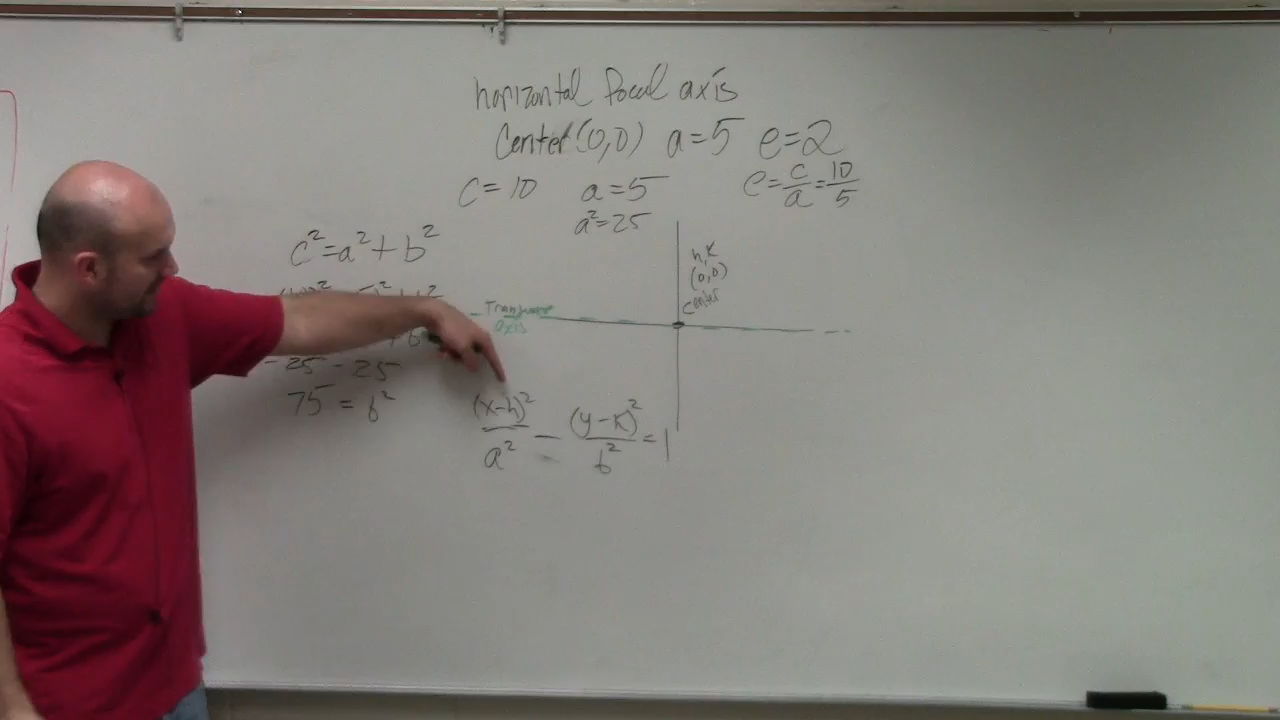 horizontal focal axis
Center (0,0) a=5 e=2
c=10 a=5 e=c/a=10/5
a²=25
c²=a²+b²
h,k
(0,0)
center
Transverse
axis
-25 -25
75=b²
(x-h)²/a² - (y-k)²/b² =1